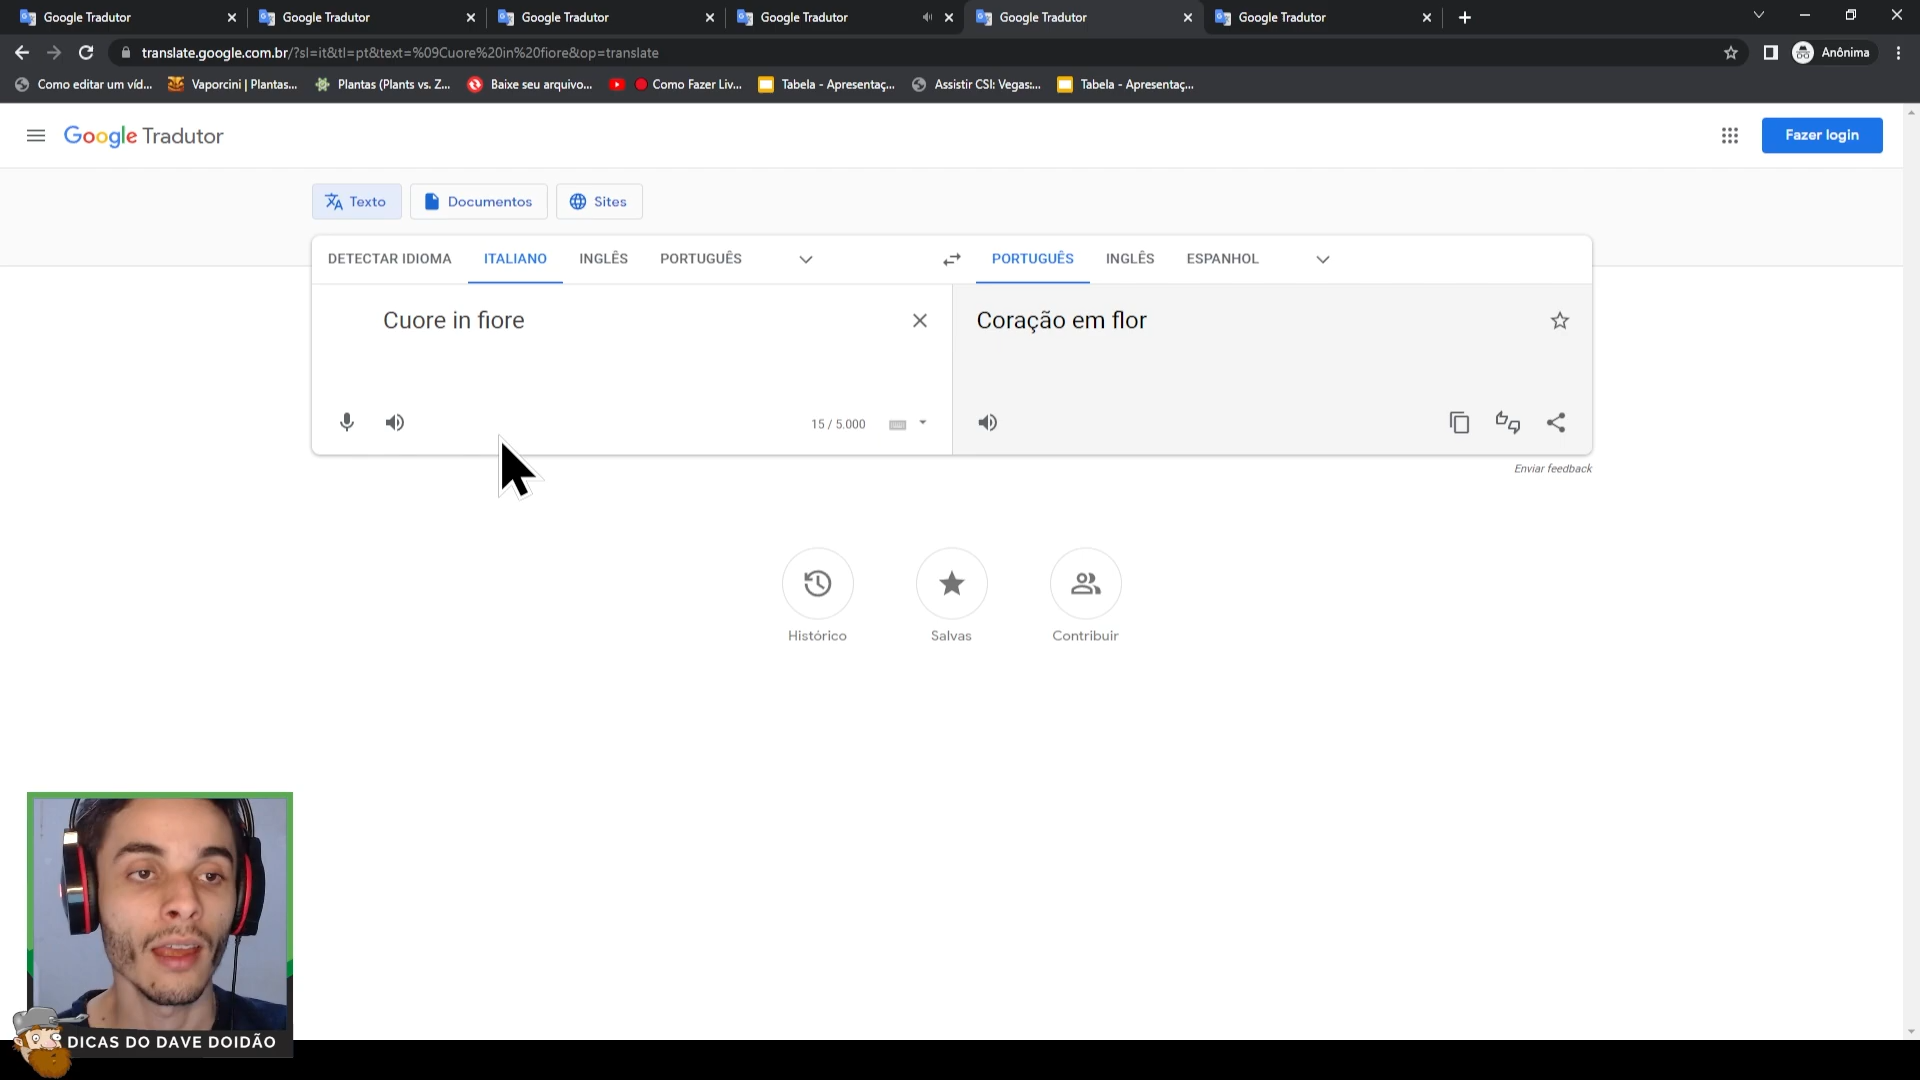 Google Tradutor
Google Tradutor
Google Tradutor
Google Tradutor
Google Tradutor
Google Tradutor
translate.google.com.br/?sl=it&tl=pt&text=%09Cuore%20in%20fiore&op=translate
Anônima
Como editar um víd...
Vaporcini | Plantas...
Plantas (Plants vs. Z...
Baixe seu arquivo...
Como Fazer Liv...
Tabela - Apresentaç...
Assistir CSI: Vegas:...
Tabela - Apresentaç...
Google Tradutor
Fazer login
Texto
Documentos
Sites
DETECTAR IDIOMA
ITALIANO
INGLÊS
PORTUGUÊS
PORTUGUÊS
INGLÊS
ESPANHOL
Cuore in fiore
Coração em flor
15 / 5.000
Enviar feedback
Histórico
Salvas
Contribuir
DICAS DO DAVE DOIDÃO